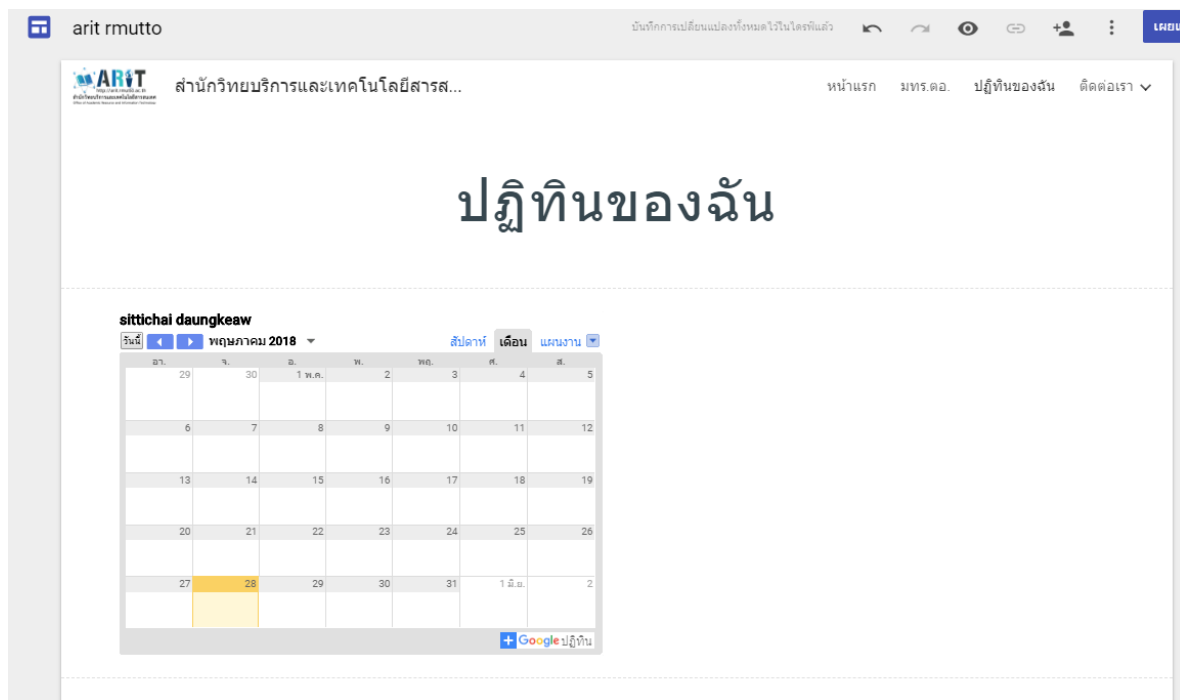 arit rmutto
บันทึกการเปลี่ยนแปลงทั้งหมดไว้ในไดรฟ์แล้ว
ARiT
สำนักวิทยบริการและเทคโนโลยีสารส...
หน้าแรก มทร.ตอ. ปฏิทินของฉัน ติดต่อเรา
ปฏิทินของฉัน
sittichai daungkeaw
วันนี้ พฤษภาคม 2018 สัปดาห์ เดือน แผนงาน
อา. จ. อ. พ. พฤ. ศ. ส.
29 30 1 พ.ค. 2 3 4 5
6 7 8 9 10 11 12
13 14 15 16 17 18 19
20 21 22 23 24 25 26
27 28 29 30 31 1 มิ.ย. 2
Google ปฏิทิน